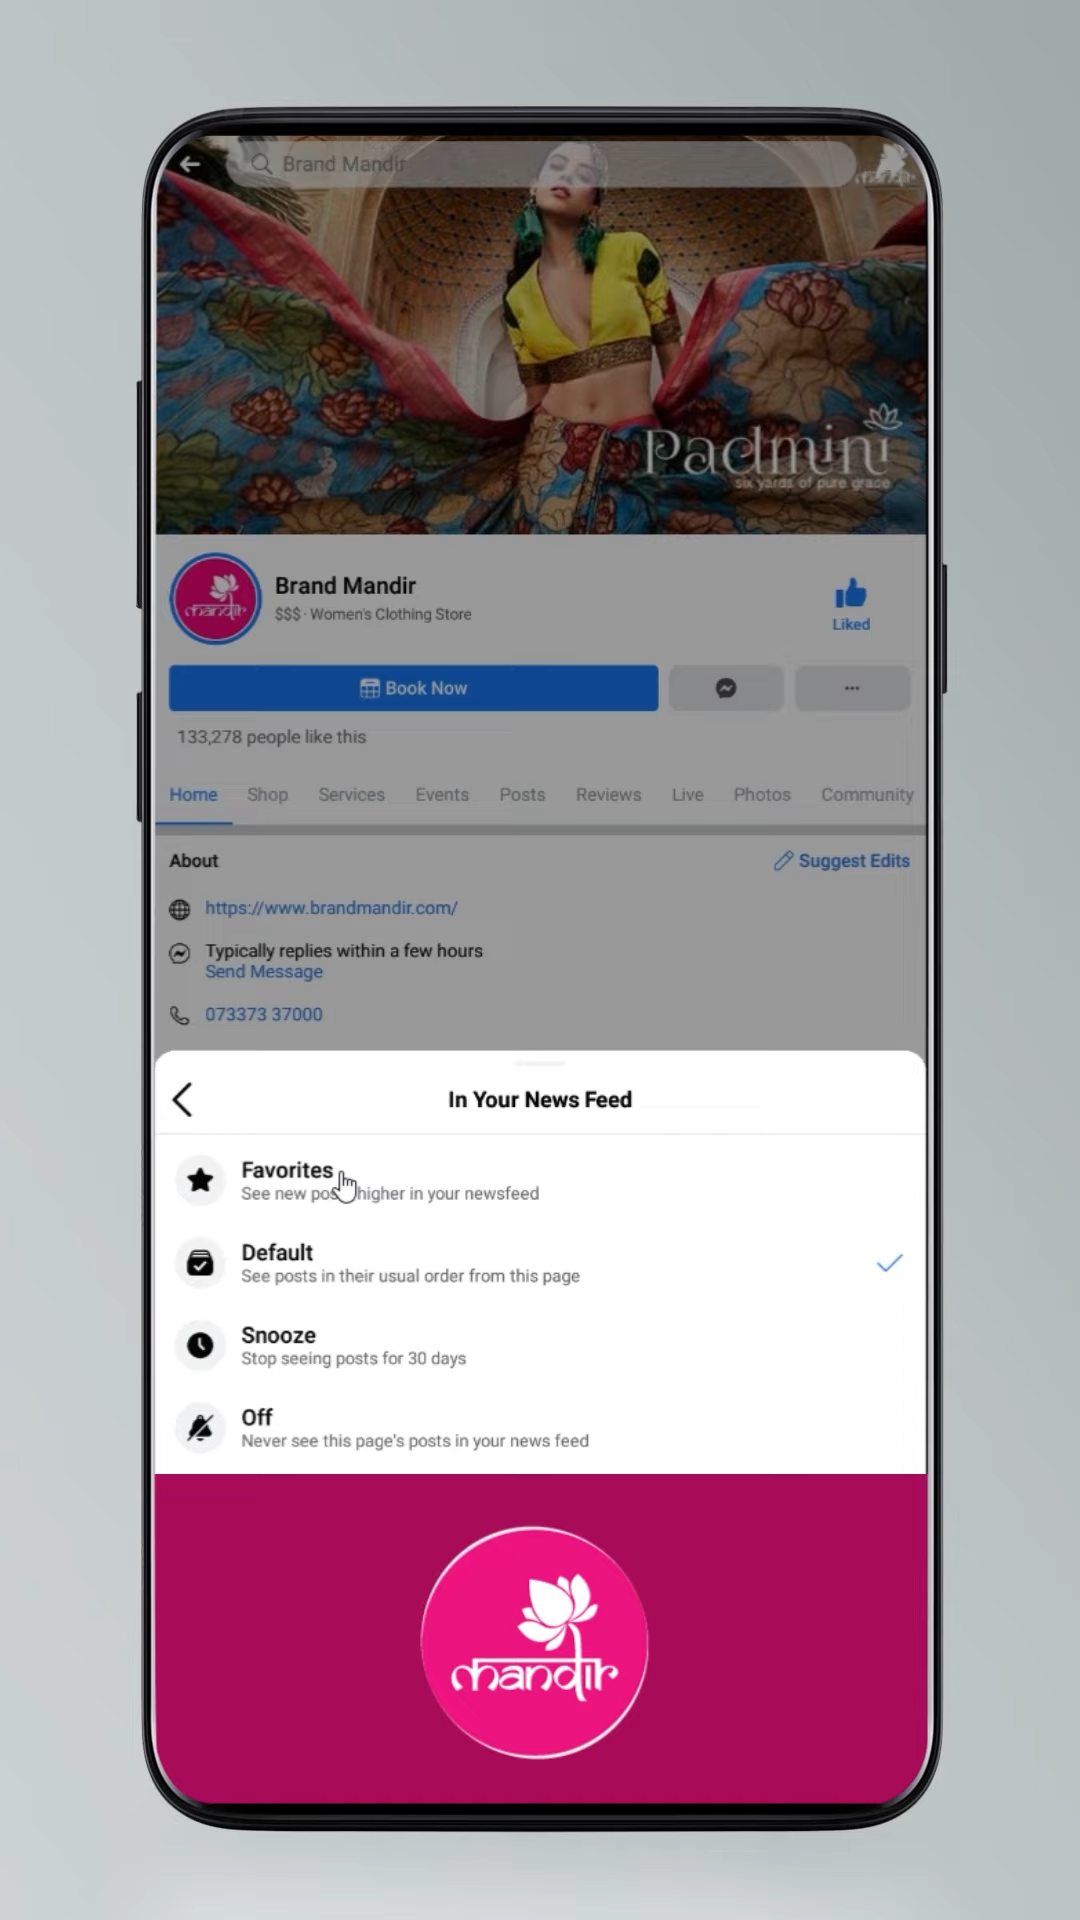 Brand Mandir
mandir
Padmini
six yards of pure grace
mandir
Brand Mandir
$$$ · Women's Clothing Store
Liked
Book Now
133,278 people like this
Home Shop Services Events Posts Reviews Live Photos Community
About
Suggest Edits
https://www.brandmandir.com/
Typically replies within a few hours
Send Message
073373 37000
In Your News Feed
Favorites
See new higher in your newsfeed
Default
See posts in their usual order from this page
Snooze
Stop seeing posts for 30 days
Off
Never see this page's posts in your news feed
mandir